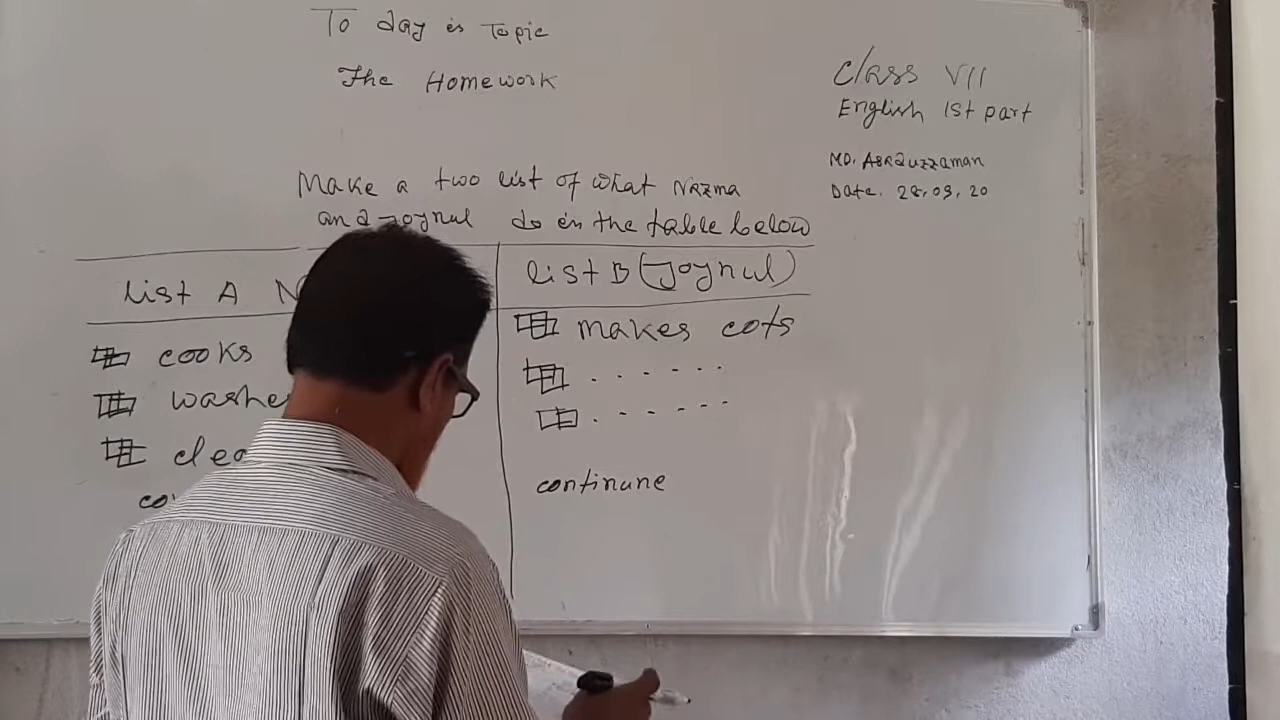 To day is Topic
The Homework
Class VII
English 1st part
MD. Asaduzzaman
Date. 28.09.20
Make a two list of what Nazma
and Joynul do in the table below
List A N
List B (Joynul)
cooks
washe
clea
co
makes cots
. . . . . .
. . . . . .
continune